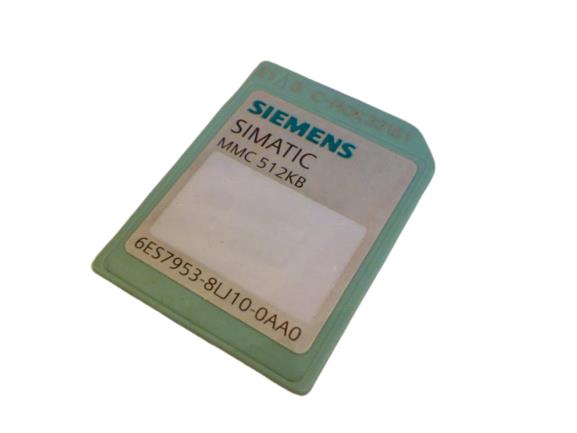 SIEMENS
SIMATIC
MMC 512KB
6ES7953-8LJ10-0AA0